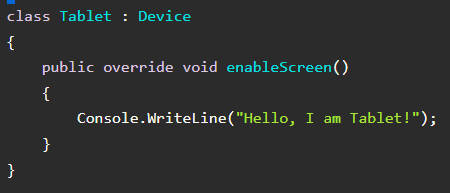 class Tablet : Device
{
    public override void enableScreen()
    {
        Console.WriteLine("Hello, I am Tablet!");
    }
}